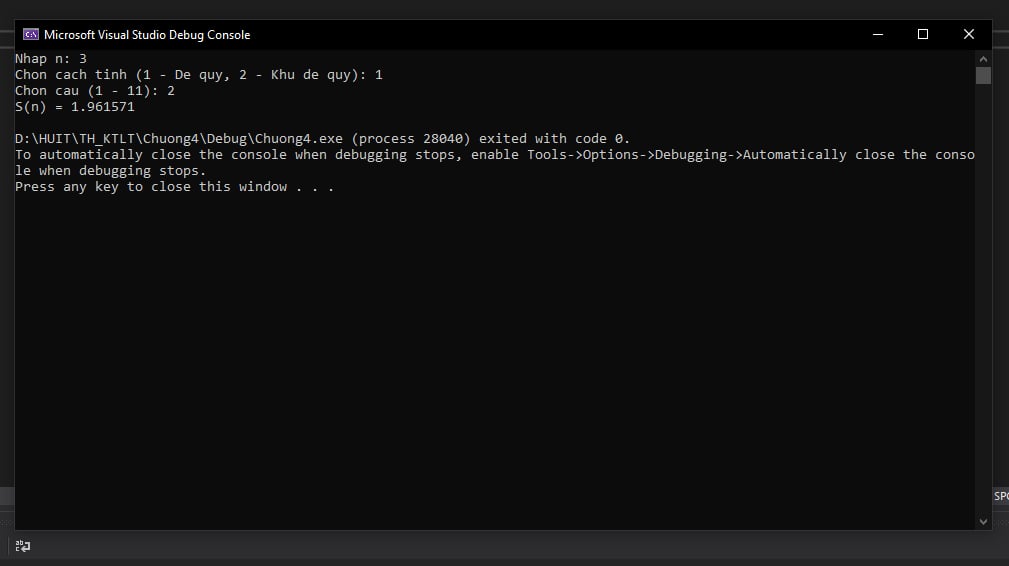 Microsoft Visual Studio Debug Console
Nhap n: 3
Chon cach tinh (1 - De quy, 2 - Khu de quy): 1
Chon cau (1 - 11): 2
S(n) = 1.961571
D:\HUIT\TH_KTLT\Chuong4\Debug\Chuong4.exe (process 28040) exited with code 0.
To automatically close the console when debugging stops, enable Tools->Options->Debugging->Automatically close the conso
le when debugging stops.
Press any key to close this window . . .